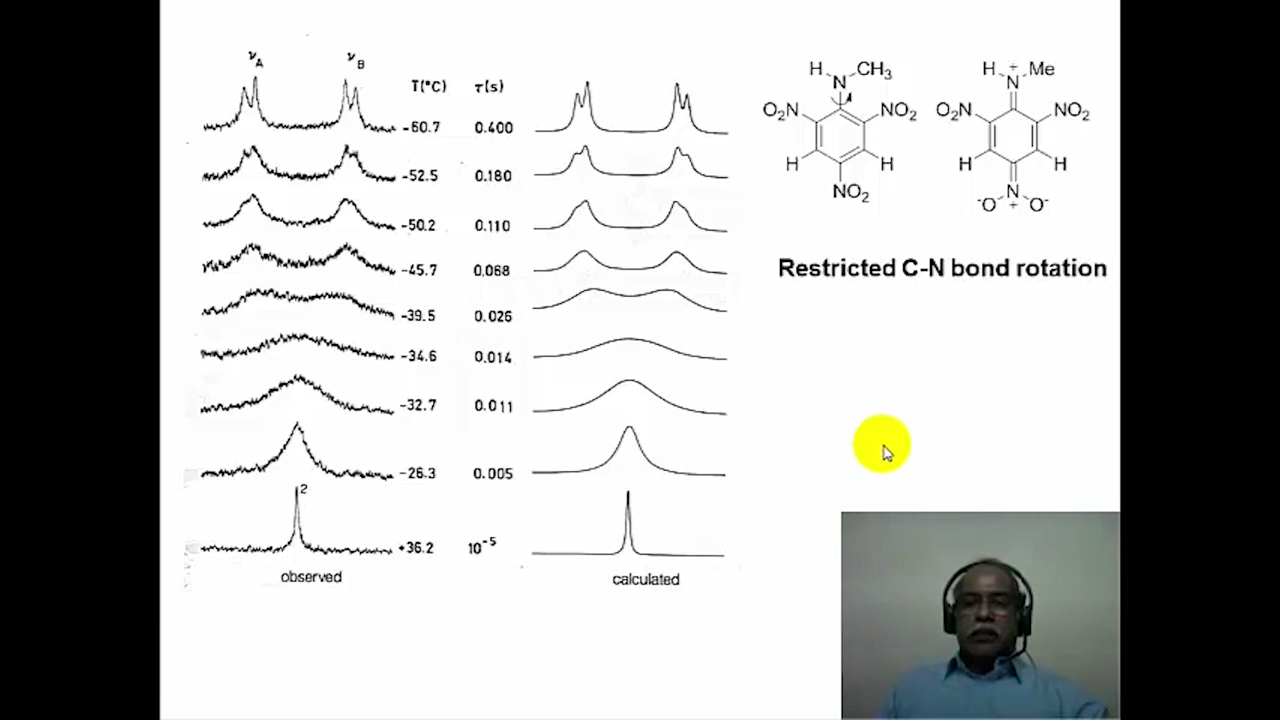 νA νB
T(°C) τ(s)
-60.7 0.400
-52.5 0.180
-50.2 0.110
-45.7 0.068
-39.5 0.026
-34.6 0.014
-32.7 0.011
-26.3 0.005
2
+36.2 10⁻⁵
observed calculated
H N CH₃
O₂N NO₂
H H
NO₂
H N+ Me
O₂N NO₂
H H
-O N+ O-
Restricted C-N bond rotation